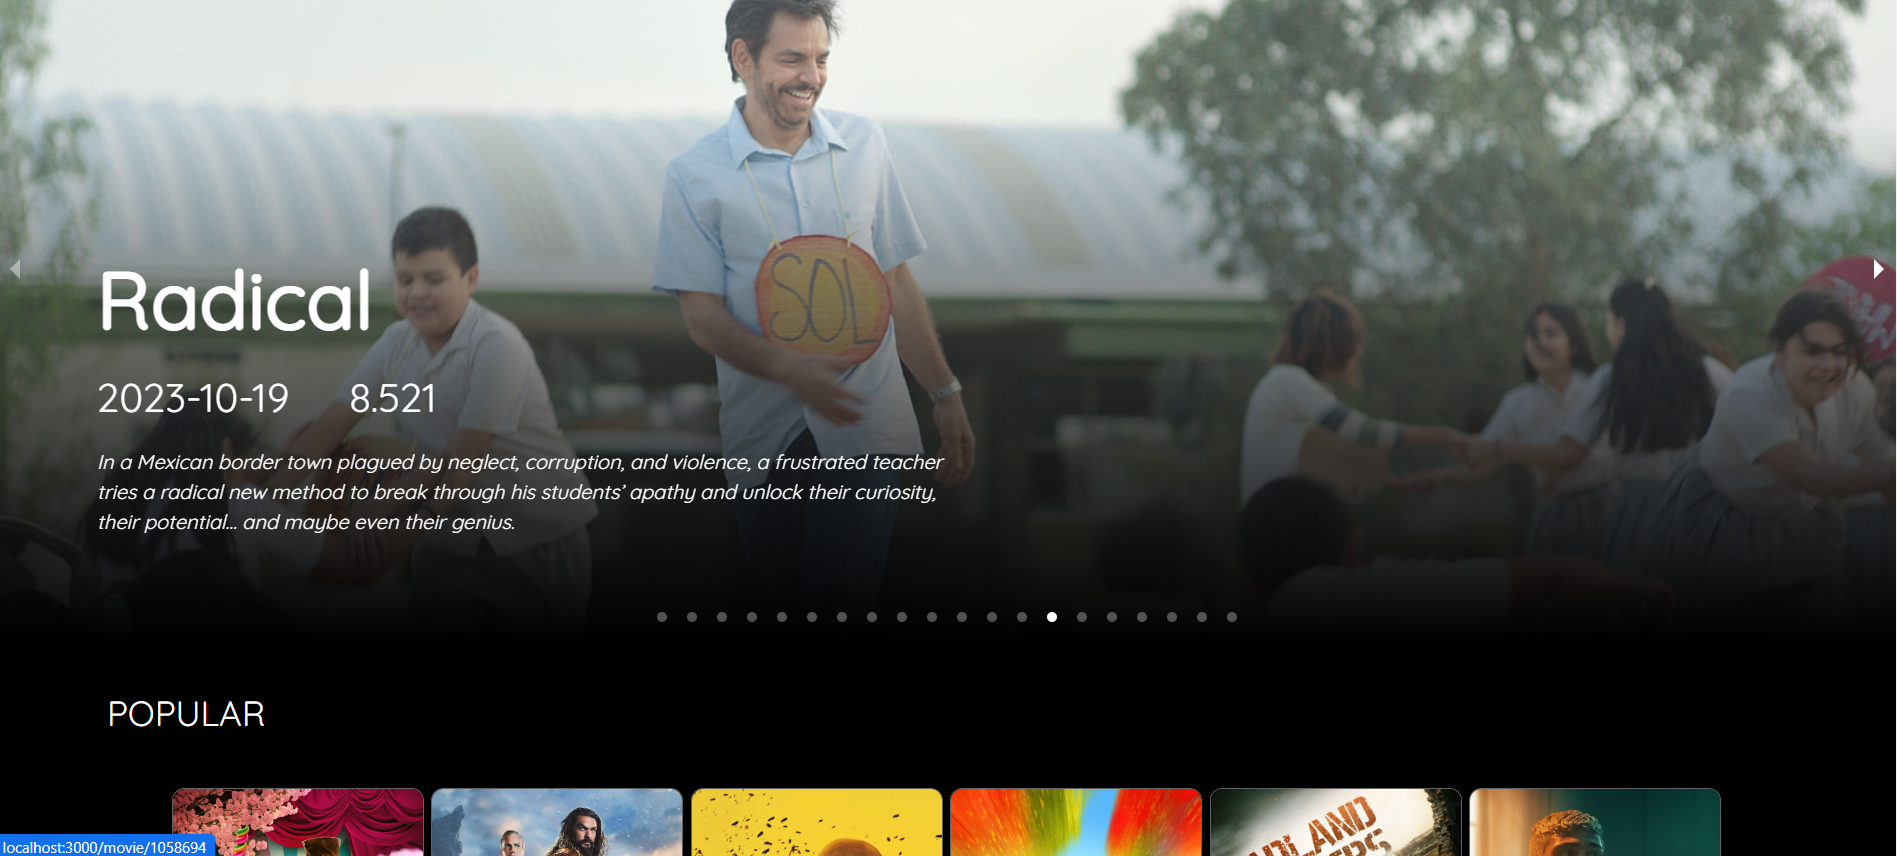 SOL
Radical
2023-10-19 8.521
In a Mexican border town plagued by neglect, corruption, and violence, a frustrated teacher
tries a radical new method to break through his students’ apathy and unlock their curiosity,
their potential... and maybe even their genius.
POPULAR
localhost:3000/movie/1058694